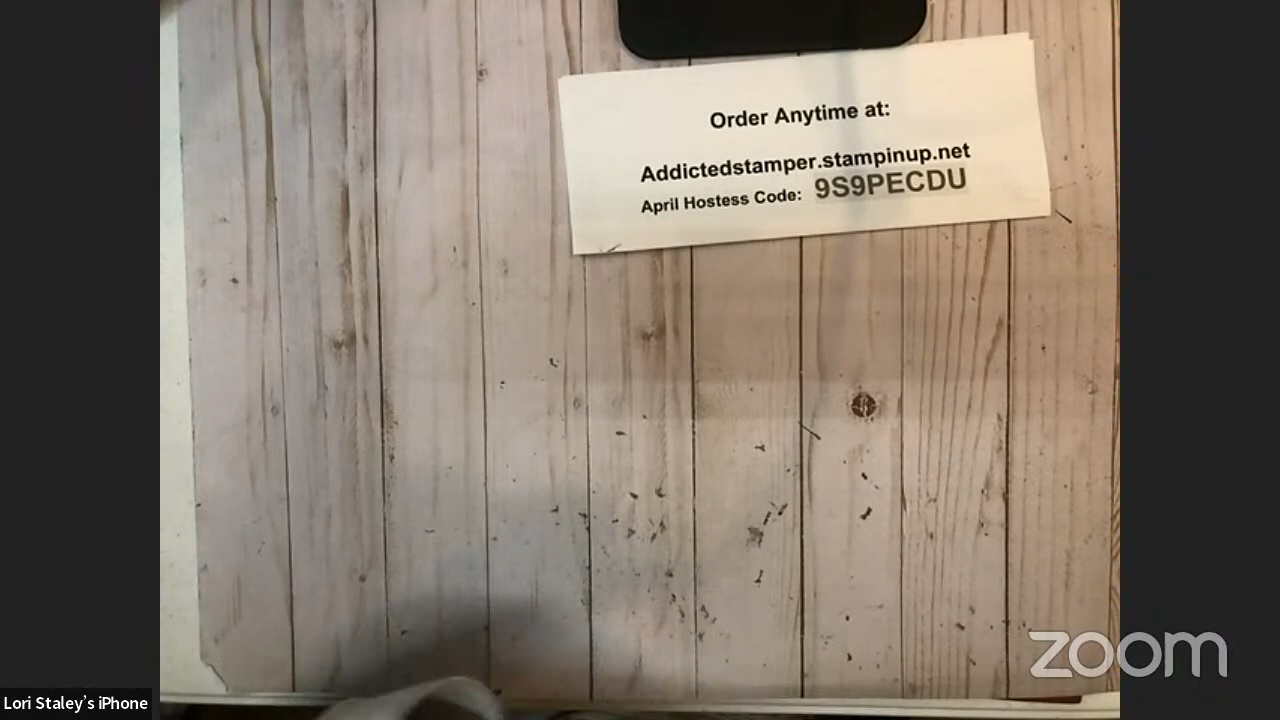 Order Anytime at:
Addictedstamper.stampinup.net
April Hostess Code: 9S9PECDU
zoom
Lori Staley's iPhone